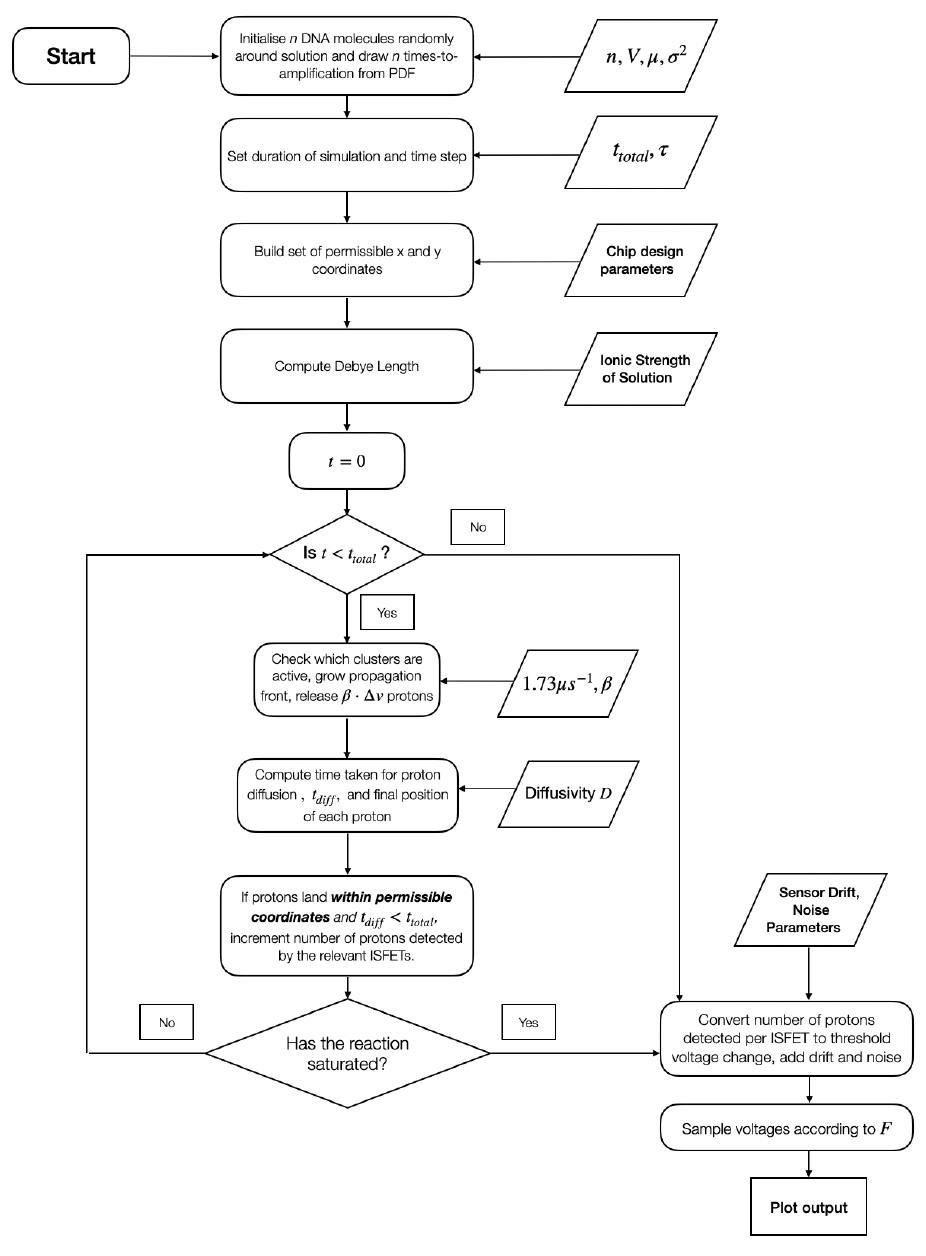 Start
Initialise n DNA molecules randomly
around solution and draw n times-to-
amplification from PDF
n, V, μ, σ²
Set duration of simulation and time step
t_total, τ
Build set of permissible x and y
coordinates
Chip design
parameters
Compute Debye Length
Ionic Strength
of Solution
t = 0
Is t < t_total ?
No
Yes
Check which clusters are
active, grow propagation
front, release β · Δv protons
1.73μs⁻¹, β
Compute time taken for proton
diffusion , t_diff, and final position
of each proton
Diffusivity D
If protons land within permissible
coordinates and t_diff < t_total,
increment number of protons detected
by the relevant ISFETs.
Sensor Drift,
Noise
Parameters
No
Has the reaction
saturated?
Yes
Convert number of protons
detected per ISFET to threshold
voltage change, add drift and noise
Sample voltages according to F
Plot output